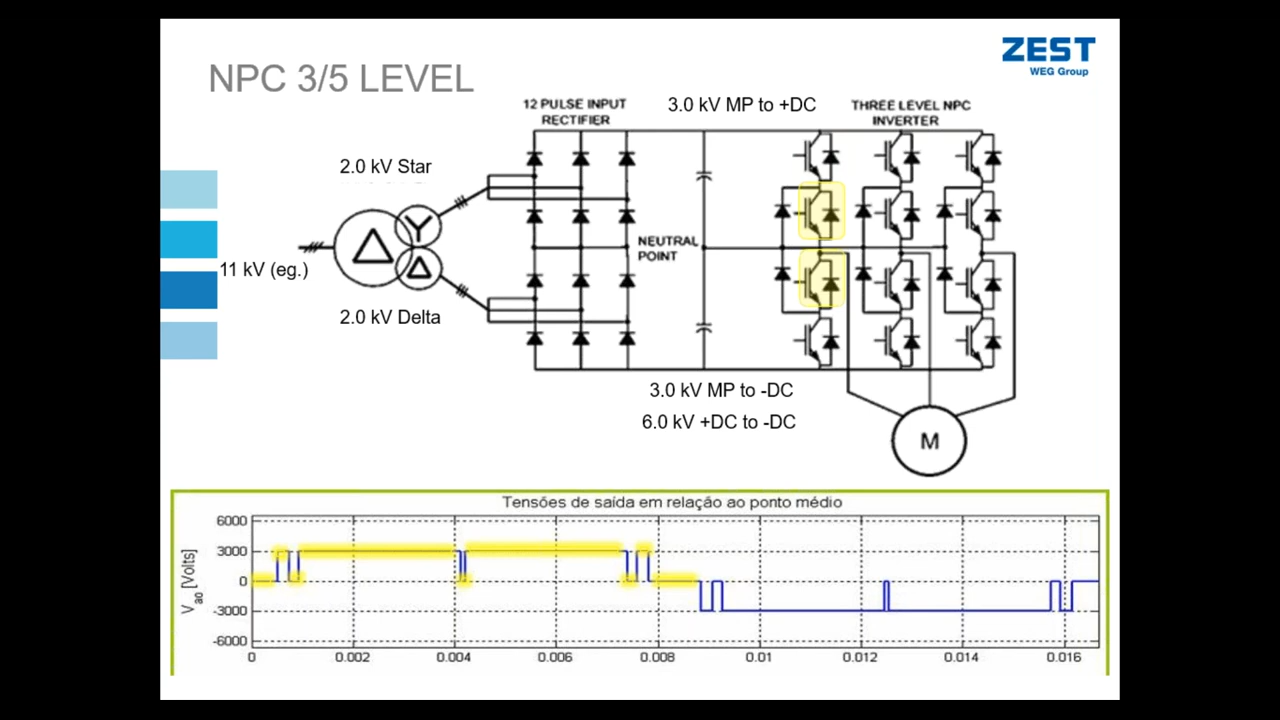 ZEST
WEG Group
NPC 3/5 LEVEL
12 PULSE INPUT
RECTIFIER
3.0 kV MP to +DC
THREE LEVEL NPC
INVERTER
2.0 kV Star
NEUTRAL
POINT
11 kV (eg.)
2.0 kV Delta
3.0 kV MP to -DC
6.0 kV +DC to -DC
M
Tensões de saída em relação ao ponto médio
Vao [Volts]
6000
3000
0
-3000
-6000
0 0.002 0.004 0.006 0.008 0.01 0.012 0.014 0.016